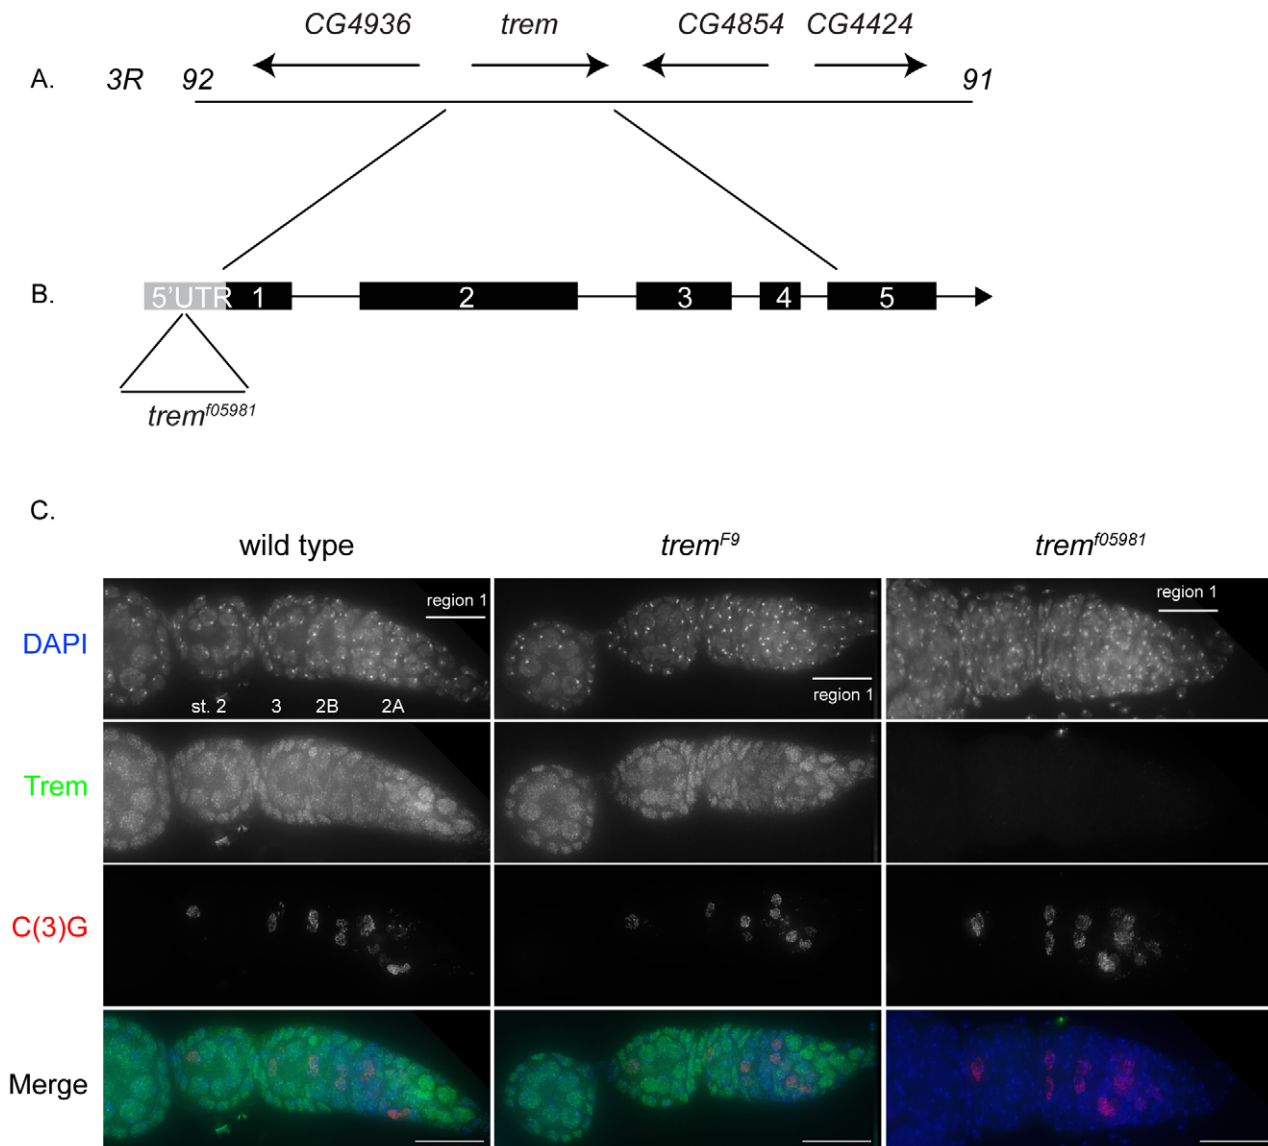 CG4936 trem CG4854 CG4424
A. 3R 92 91
B. 5'UTR 1 2 3 4 5
trem^f05981
C.
wild type trem^F9 trem^f05981
DAPI
region 1
region 1
region 1
st. 2 3 2B 2A
Trem
C(3)G
Merge